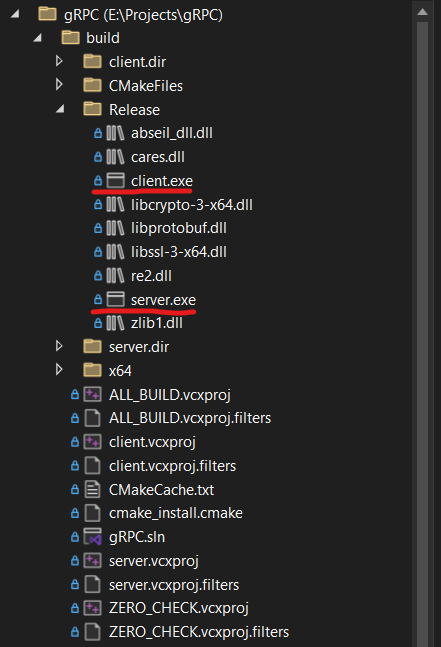 gRPC (E:\Projects\gRPC)
build
client.dir
CMakeFiles
Release
abseil_dll.dll
cares.dll
client.exe
libcrypto-3-x64.dll
libprotobuf.dll
libssl-3-x64.dll
re2.dll
server.exe
zlib1.dll
server.dir
x64
ALL_BUILD.vcxproj
ALL_BUILD.vcxproj.filters
client.vcxproj
client.vcxproj.filters
CMakeCache.txt
cmake_install.cmake
gRPC.sln
server.vcxproj
server.vcxproj.filters
ZERO_CHECK.vcxproj
ZERO_CHECK.vcxproj.filters